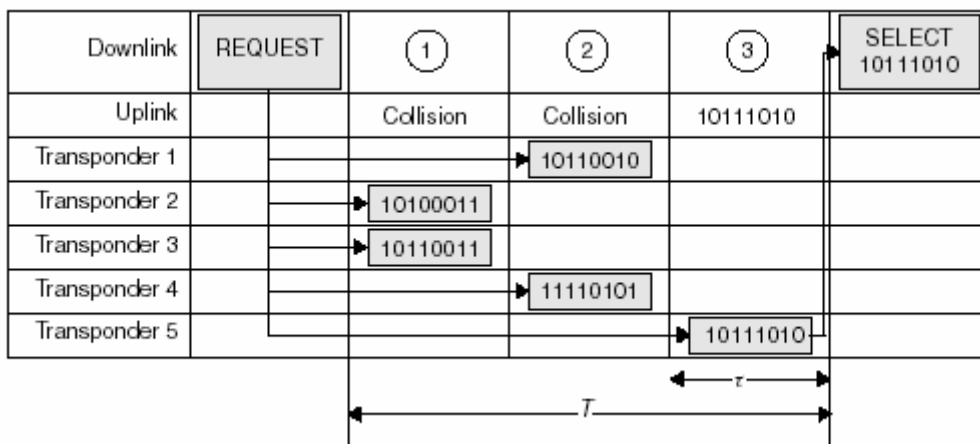 Downlink REQUEST 1 2 3 SELECT
10111010
Uplink Collision Collision 10111010
Transponder 1 10110010
Transponder 2 10100011
Transponder 3 10110011
Transponder 4 11110101
Transponder 5 10111010
τ
T